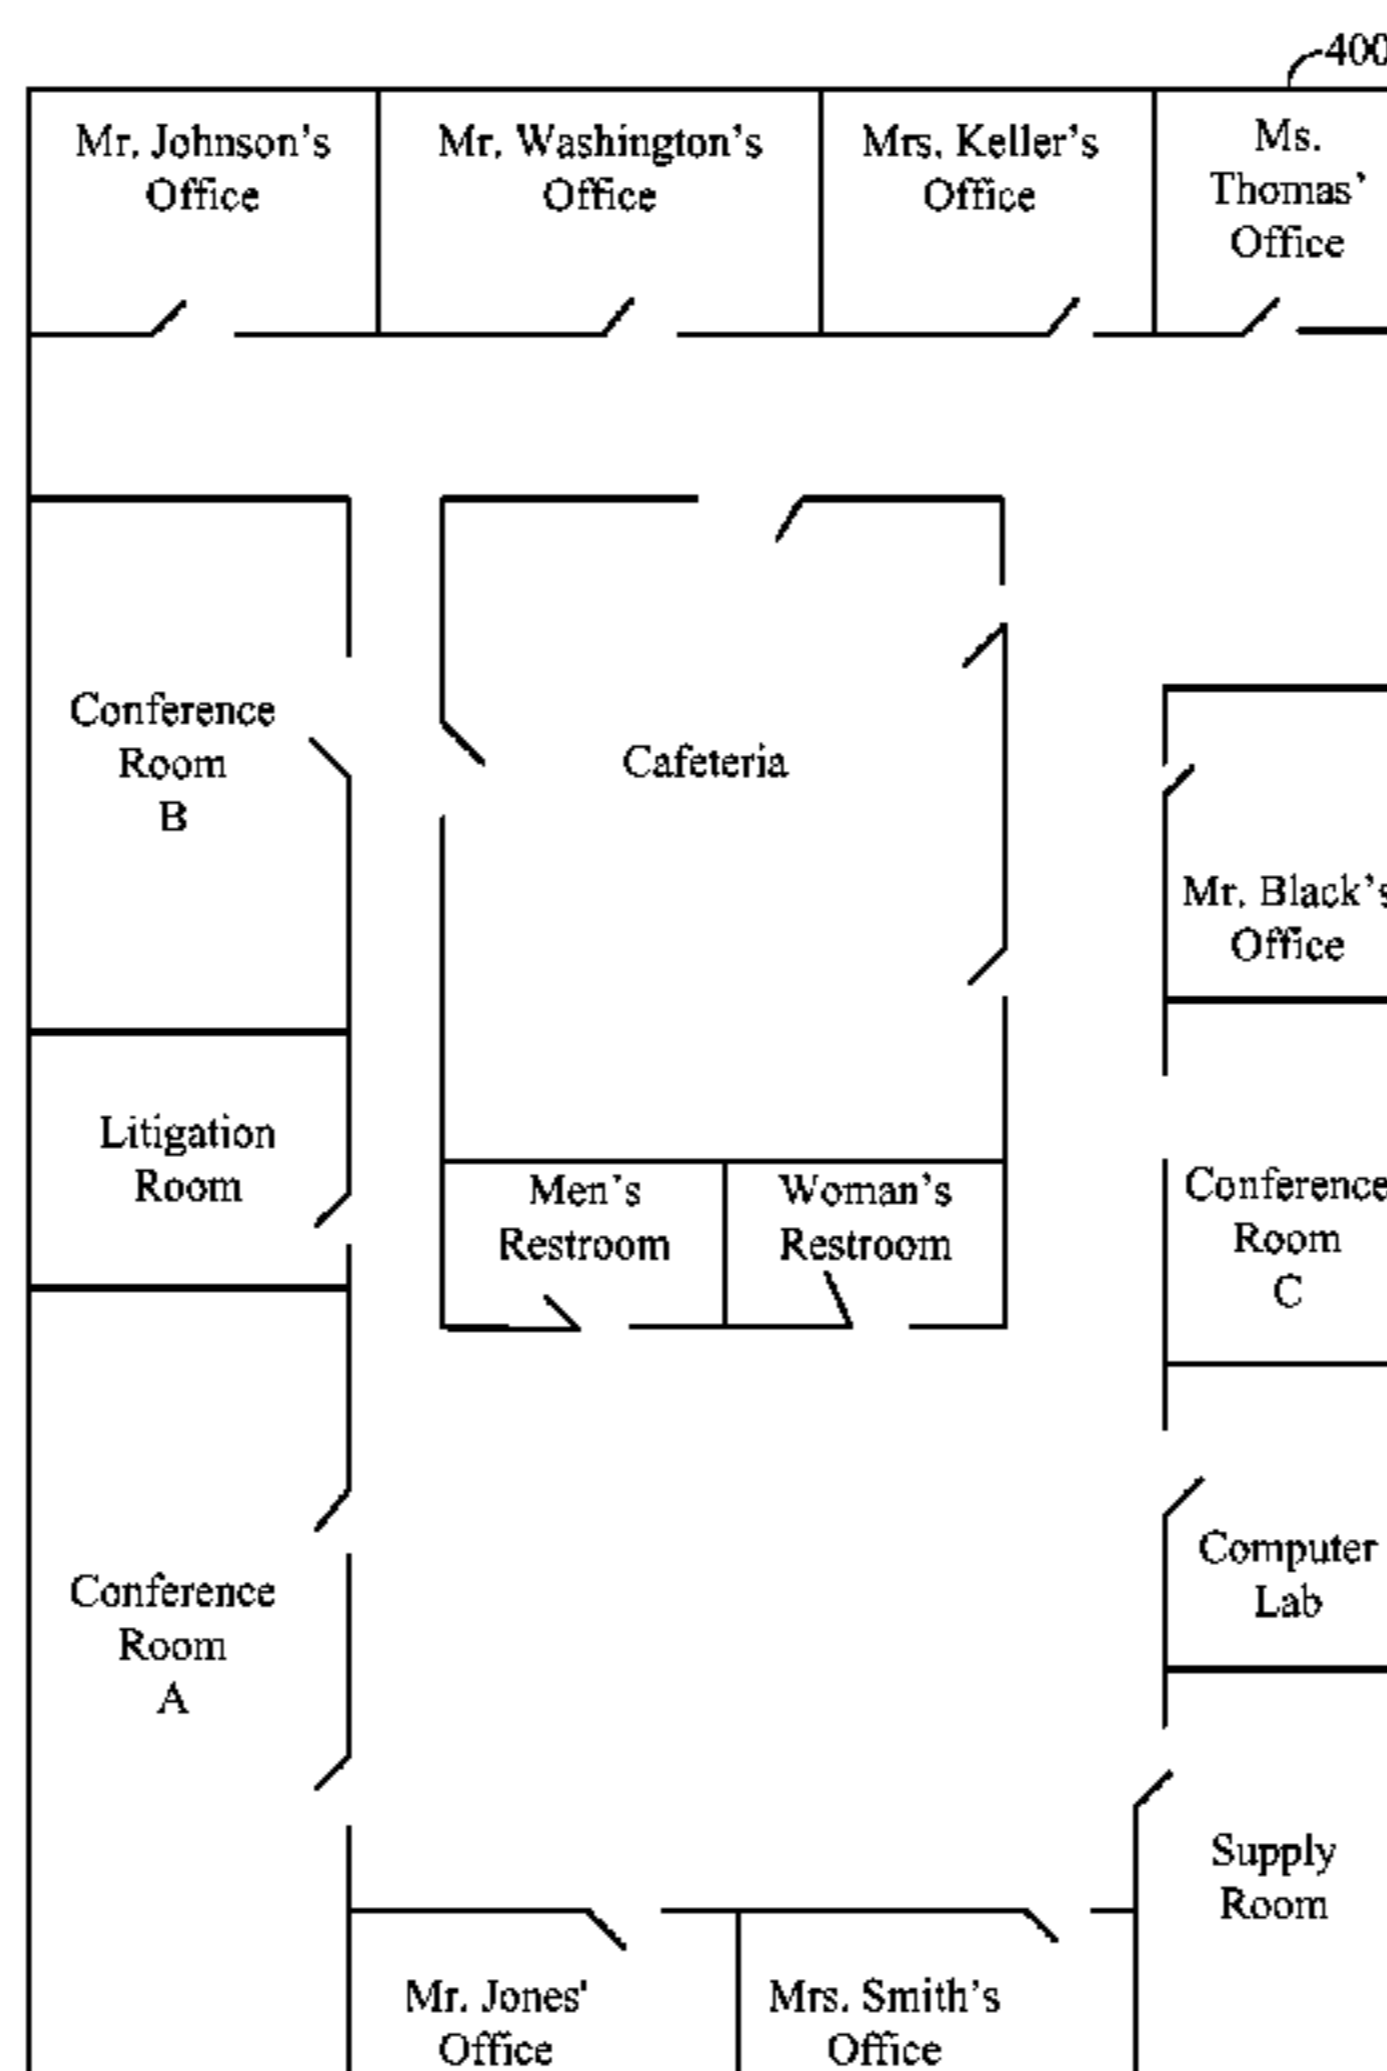 400
Mr. Johnson's
Office
Mr. Washington's
Office
Mrs. Keller's
Office
Ms.
Thomas'
Office
Conference
Room
B
Cafeteria
Mr. Black's
Office
Litigation
Room
Men's
Restroom
Woman's
Restroom
Conference
Room
C
Conference
Room
A
Computer
Lab
Supply
Room
Mr. Jones'
Office
Mrs. Smith's
Office